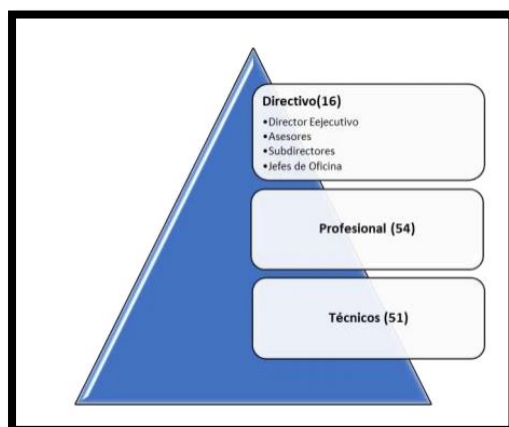 Directivo(16)
•Director Eejecutivo
•Asesores
•Subdirectores
•Jefes de Oficina
Profesional (54)
Técnicos (51)